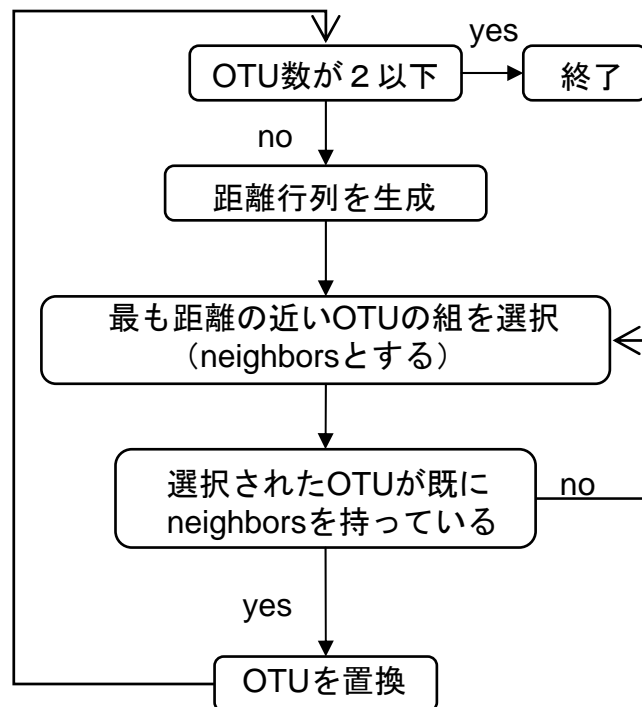 yes
OTU数が２以下
終了
no
距離行列を生成
最も距離の近いOTUの組を選択
（neighborsとする）
選択されたOTUが既に
neighborsを持っている
no
yes
OTUを置換